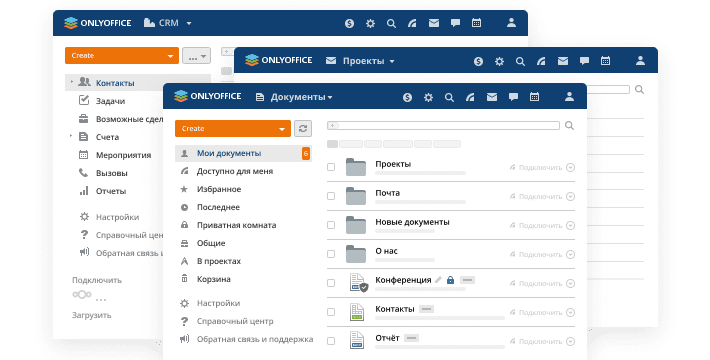 ONLYOFFICE CRM
Create
...
Контакты
Задачи
Возможные сдел
Счета
Мероприятия
Вызовы
Отчеты
Настройки
Справочный цен
Обратная связь и
Подключить
Загрузить
ONLYOFFICE Проекты
ONLYOFFICE Документы
Create
Мои документы 6
Доступно для меня
Избранное
Последнее
Приватная комната
Общие
В проектах
Корзина
Настройки
Справочный центр
Обратная связь и поддержка
Проекты Подключить
Почта Подключить
Новые документы Подключить
О нас Подключить
Конференция Подключить
Контакты Подключить
Отчёт Подключить